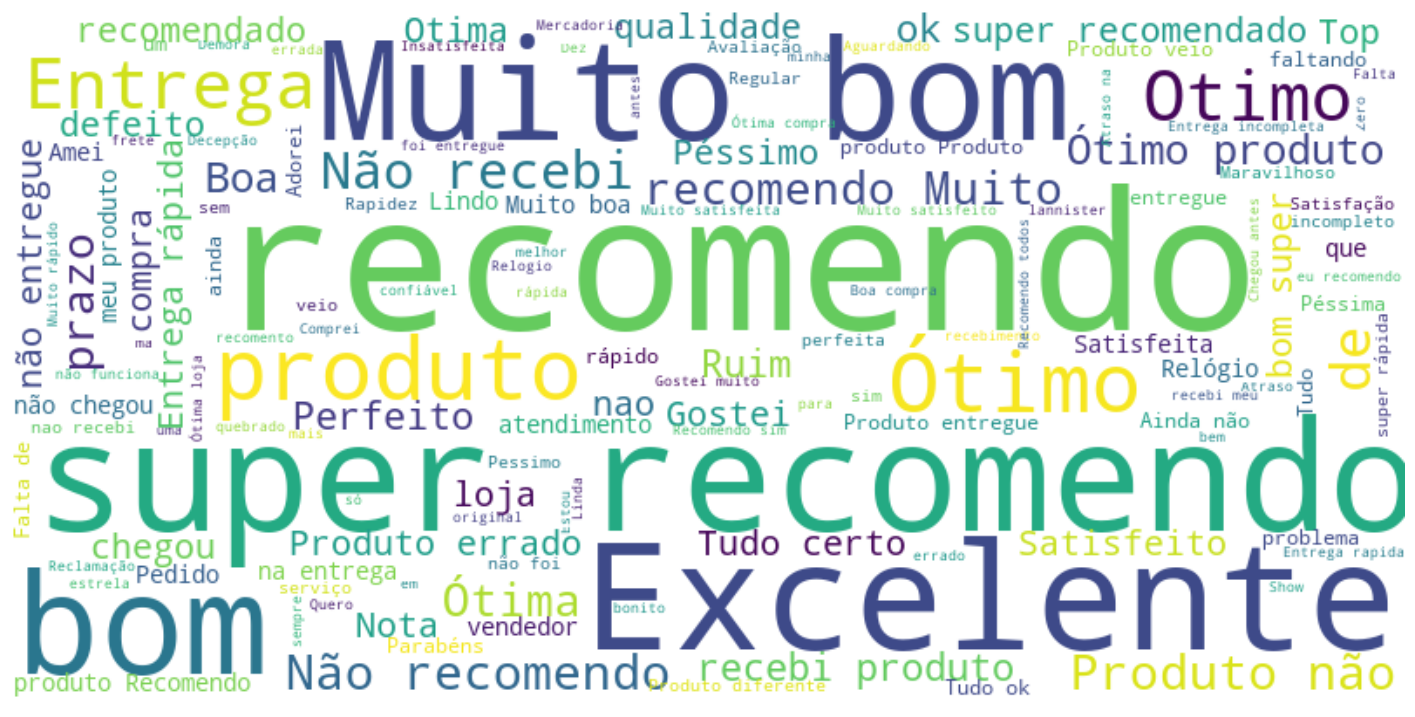 recomendado
um
Demora
errada
Ótima
Mercadoria
Insatisfeita
qualidade
Dez
Avaliação
minha
Aguardando
ok
super recomendado
Top
Produto veio
faltando
Falta
Entrega
Muito bom
Regular
antes
Otimo
Zero
Atraso na
defeito
frete
Decepção
Adorei
foi entregue
Ótima compra
Entrega incompleta
não entregue
Amei
Boa
Não recebi
Péssimo
produto Produto
Ótimo produto
Maravilhoso
recomendo Muito
meu produto
Entrega rápida
sem
Rapidez
Lindo
Muito boa
Muito satisfeita
Muito satisfeito
lannister
entregue
Satisfação
incompleto
Muito rápido
prazo
a compra
ainda
recomendo
melhor
Relogio
confiável
rápida
Boa compra
Recomendo todos
Chegou antes
bom super
que
eu recomendo
Péssima
veio
Comprei
ma
recomento
perfeita
recebimento
Satisfeita
de
super rápida
não funciona
Ótima loja
produto
rápido
Ruim
Gostei muito
Ótimo
Relógio
Atraso
recebi meu
Tudo
não chegou
nao recebi
uma
quebrado
mais
Perfeito
atendimento
nao
Gostei
Recomendo sim
para
sim
Produto entregue
Ainda não
bem
Falta de
super recomendo
Pessimo
loja
original
só
Estou
Linda
chegou
Produto errado
não foi
Tudo certo
errado
Satisfeito
problema
Entrega rapida
Reclamação
estrela
Pedido
na entrega
serviço
em
Quero
sempre
Ótima
bonito
Excelente
Show
bom
Nota
vendedor
Parabéns
produto Recomendo
Não recomendo
Produto diferente
recebi produto
Tudo ok
Produto não